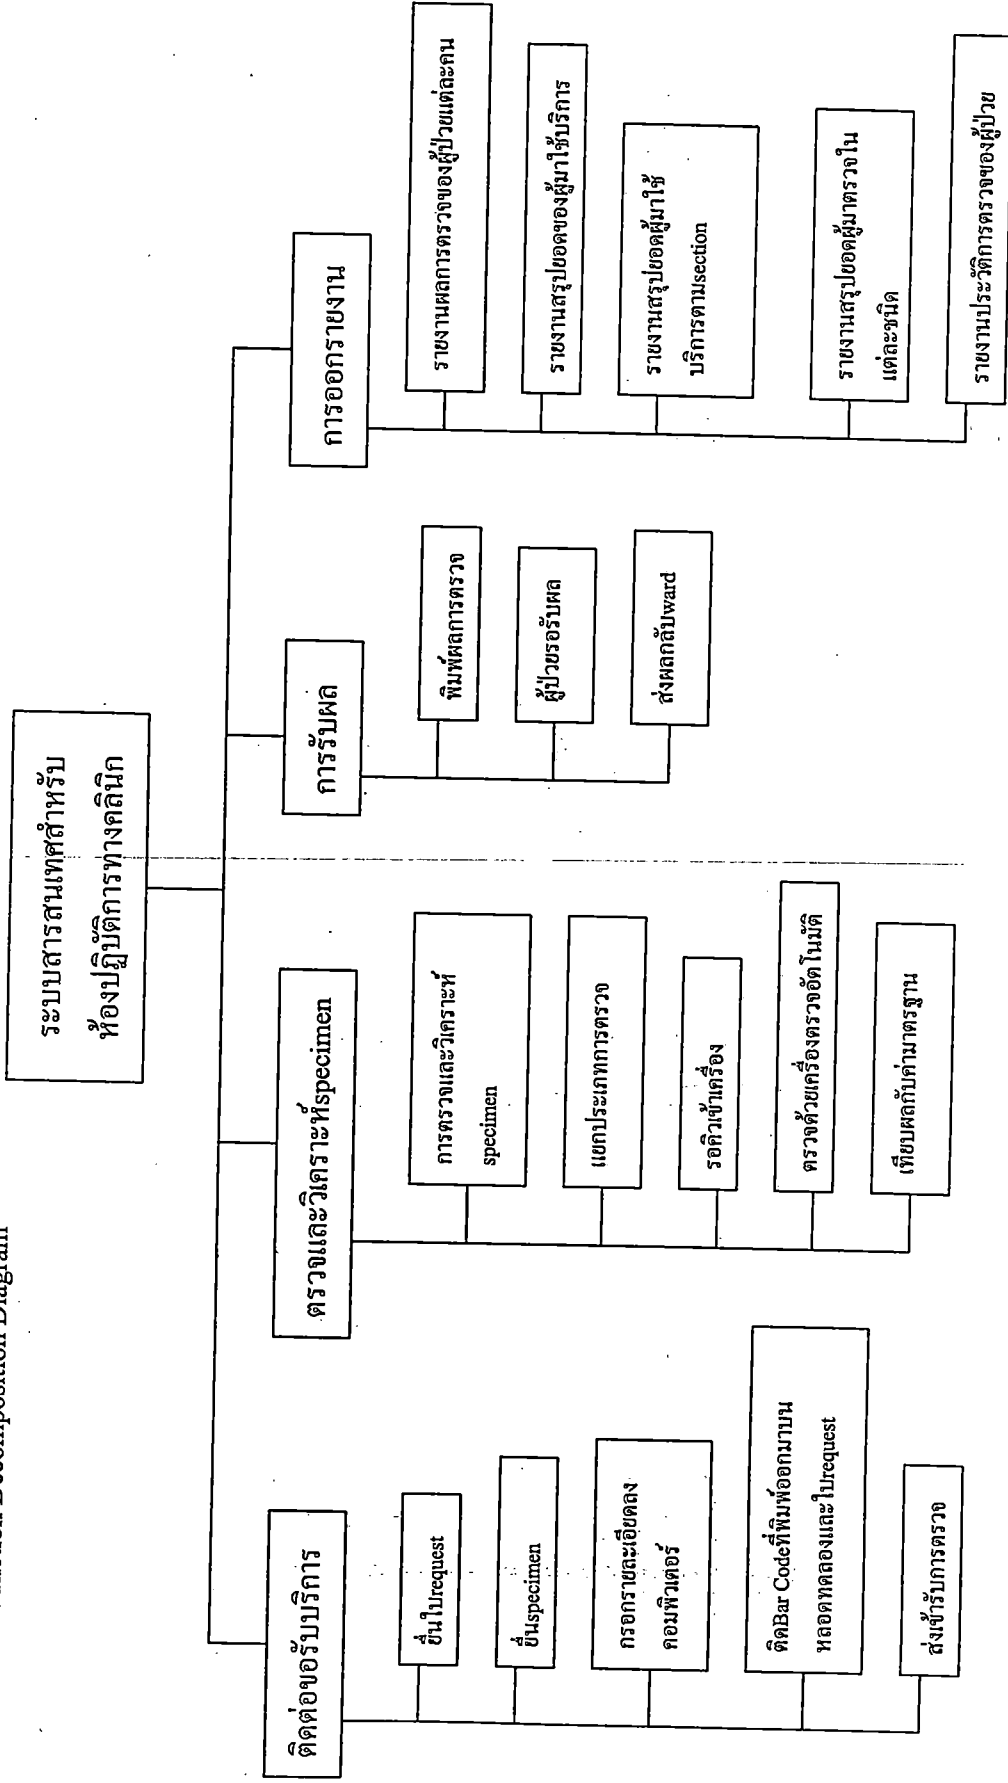 Decomposition Diagram
ระบบสารสนเทศสำหรับ
ห้องปฏิบัติการทางคลินิก
ติดต่อขอรับบริการ
ยื่นใบrequest
ยื่นspecimen
กรอกรายละเอียดลง
คอมพิวเตอร์
ติดBar Codeที่พิมพ์ออกมาบน
หลอดทดลองและใบrequest
ส่งเข้ารับการตรวจ
ตรวจและวิเคราะห์specimen
การตรวจและวิเคราะห์
specimen
แยกประเภทการตรวจ
รอคิวเข้าเครื่อง
ตรวจด้วยเครื่องตรวจอัตโนมัติ
เทียบผลกับค่ามาตรฐาน
การรับผล
พิมพ์ผลการตรวจ
ผู้ป่วยรอรับผล
ส่งผลกลับward
การออกรายงาน
รายงานผลการตรวจของผู้ป่วยแต่ละคน
รายงานสรุปยอดของผู้มาใช้บริการ
รายงานสรุปยอดผู้มาใช้
บริการตามsection
รายงานสรุปยอดผู้มาตรวจใน
แต่ละชนิด
รายงานประวัติการตรวจของผู้ป่วย